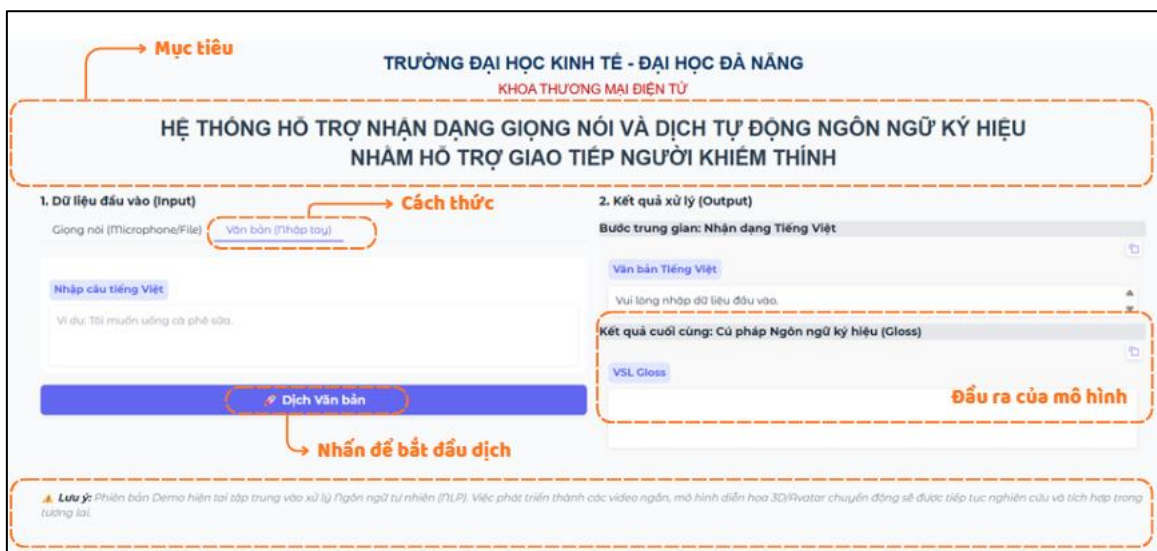 Mục tiêu
TRƯỜNG ĐẠI HỌC KINH TẾ - ĐẠI HỌC ĐÀ NẴNG
KHOA THƯƠNG MẠI ĐIỆN TỬ
HỆ THỐNG HỖ TRỢ NHẬN DẠNG GIỌNG NÓI VÀ DỊCH TỰ ĐỘNG NGÔN NGỮ KÝ HIỆU
NHẰM HỖ TRỢ GIAO TIẾP NGƯỜI KHIẾM THÍNH
1. Dữ liệu đầu vào (Input)
Cách thức
Giọng nói (Microphone/File)
Văn bản (Nhập tay)
Nhập câu tiếng Việt
Ví dụ: Tôi muốn uống cà phê sữa.
🚀 Dịch Văn bản
Nhấn để bắt đầu dịch
2. Kết quả xử lý (Output)
Bước trung gian: Nhận dạng Tiếng Việt
Văn bản Tiếng Việt
Vui lòng nhập dữ liệu đầu vào.
Kết quả cuối cùng: Cú pháp Ngôn ngữ ký hiệu (Gloss)
VSL Gloss
Đầu ra của mô hình
⚠️ Lưu ý: Phiên bản Demo hiện tại tập trung vào xử lý Ngôn ngữ tự nhiên (NLP). Việc phát triển thành các video ngắn, mô hình diễn hoạ 3D/Avatar chuyển động sẽ được tiếp tục nghiên cứu và tích hợp trong
tương lai.